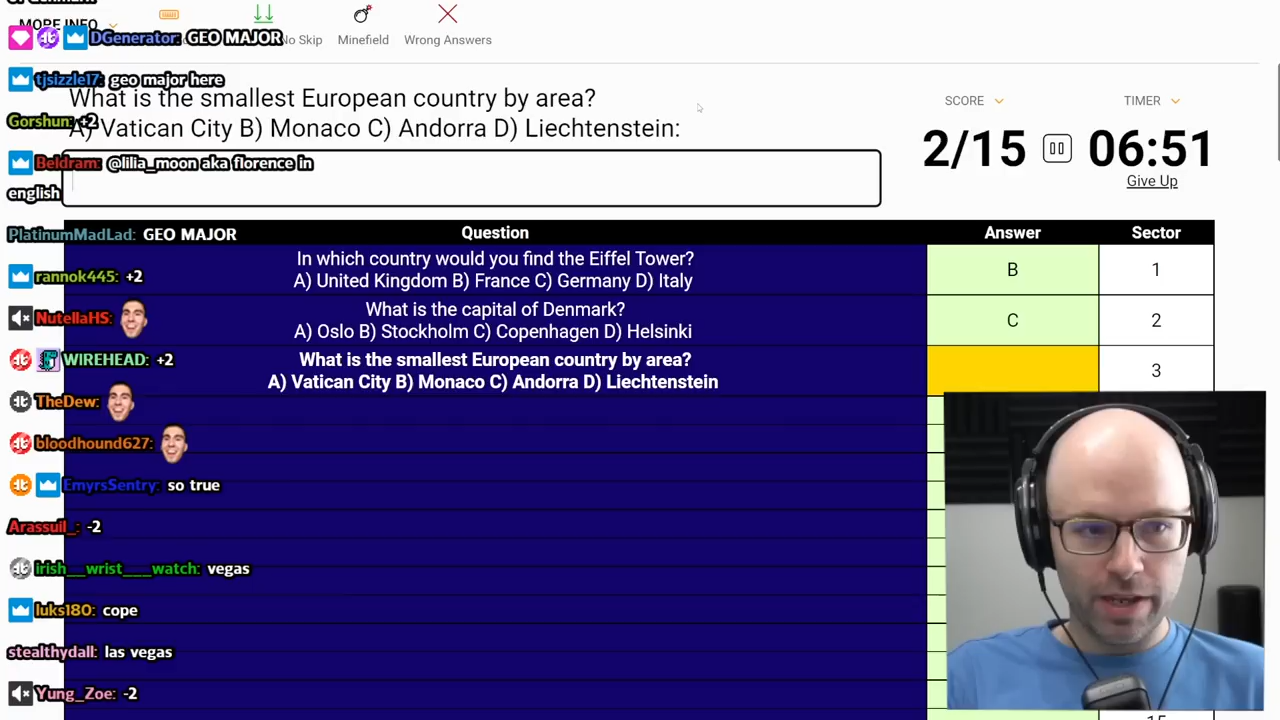 MORE INFO
No Skip
Minefield
Wrong Answers
DGenerator: GEO MAJOR
tjsizzle17: geo major here
Gorshun: +2
Beldram: @lilia_moon aka florence in
english
PlatinumMadLad: GEO MAJOR
rannok445: +2
NutellaHS:
WIREHEAD: +2
TheDew:
bloodhound627:
EmyrsSentry: so true
Arassuil_: -2
irish__wrist___watch: vegas
luks180: cope
stealthydall: las vegas
Yung_Zoe: -2
What is the smallest European country by area?
A) Vatican City B) Monaco C) Andorra D) Liechtenstein:
SCORE
2/15
TIMER
06:51
Give Up
Question
Answer
Sector
In which country would you find the Eiffel Tower?
A) United Kingdom B) France C) Germany D) Italy
B
1
What is the capital of Denmark?
A) Oslo B) Stockholm C) Copenhagen D) Helsinki
C
2
What is the smallest European country by area?
A) Vatican City B) Monaco C) Andorra D) Liechtenstein
3